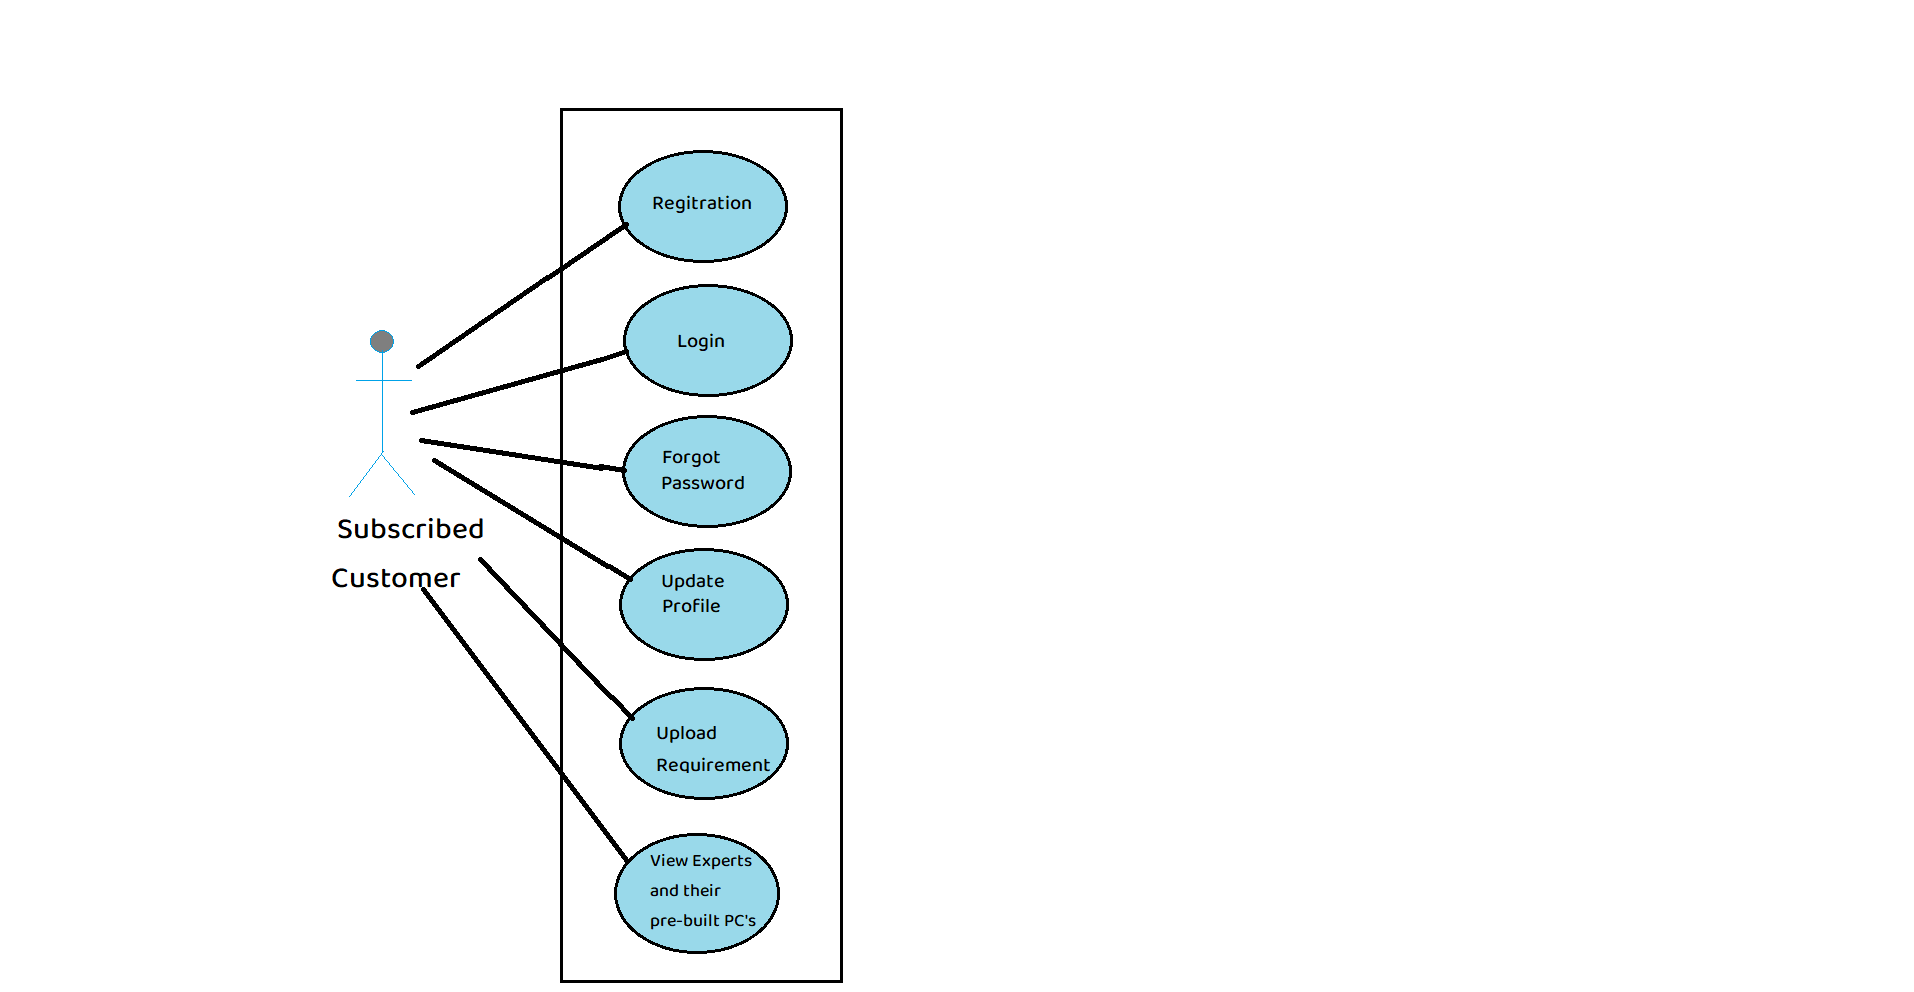 Regitration
Login
Forgot
Password
Subscribed
Customer
Update
Profile
Upload
Requirement
View Experts
and their
pre-built PC's